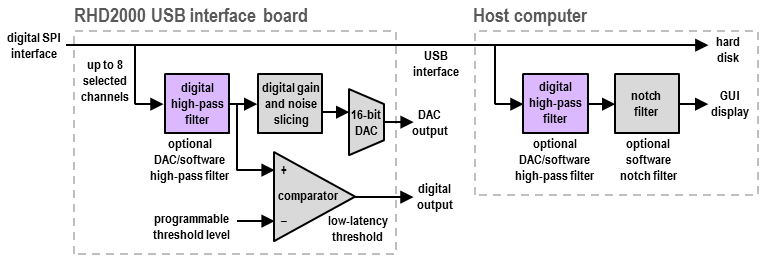 RHD2000 USB interface board
Host computer
digital SPI
interface
up to 8
selected
channels
digital
high-pass
filter
optional
DAC/software
high-pass filter
digital gain
and noise
slicing
16-bit
DAC
DAC
output
+
comparator
–
programmable
threshold level
low-latency
threshold
digital
output
USB
interface
digital
high-pass
filter
optional
DAC/software
high-pass filter
notch
filter
optional
software
notch filter
hard
disk
GUI
display